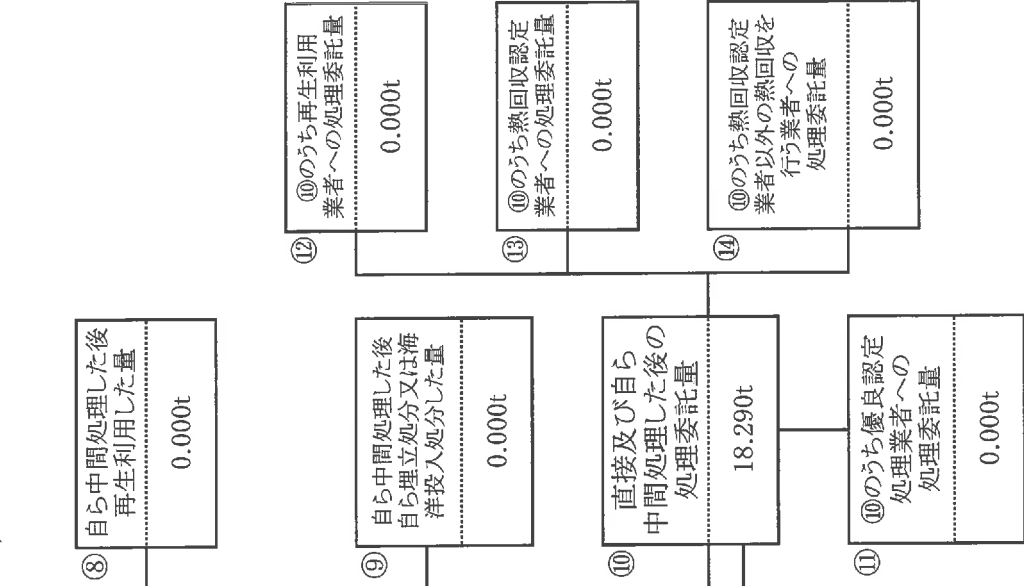 ⑧
自ら中間処理した後
再生利用した量
0.000t
⑨
自ら中間処理した後
自ら埋立処分又は海
洋投入処分した量
0.000t
⑩
直接及び自ら
中間処理した後の
処理委託量
18.290t
⑪
⑩のうち優良認定
処理業者への
処理委託量
0.000t
⑫
⑩のうち再生利用
業者への処理委託量
0.000t
⑬
⑩のうち熱回収認定
業者への処理委託量
0.000t
⑭
⑩のうち熱回収認定
業者以外の熱回収を
行う業者への
処理委託量
0.000t